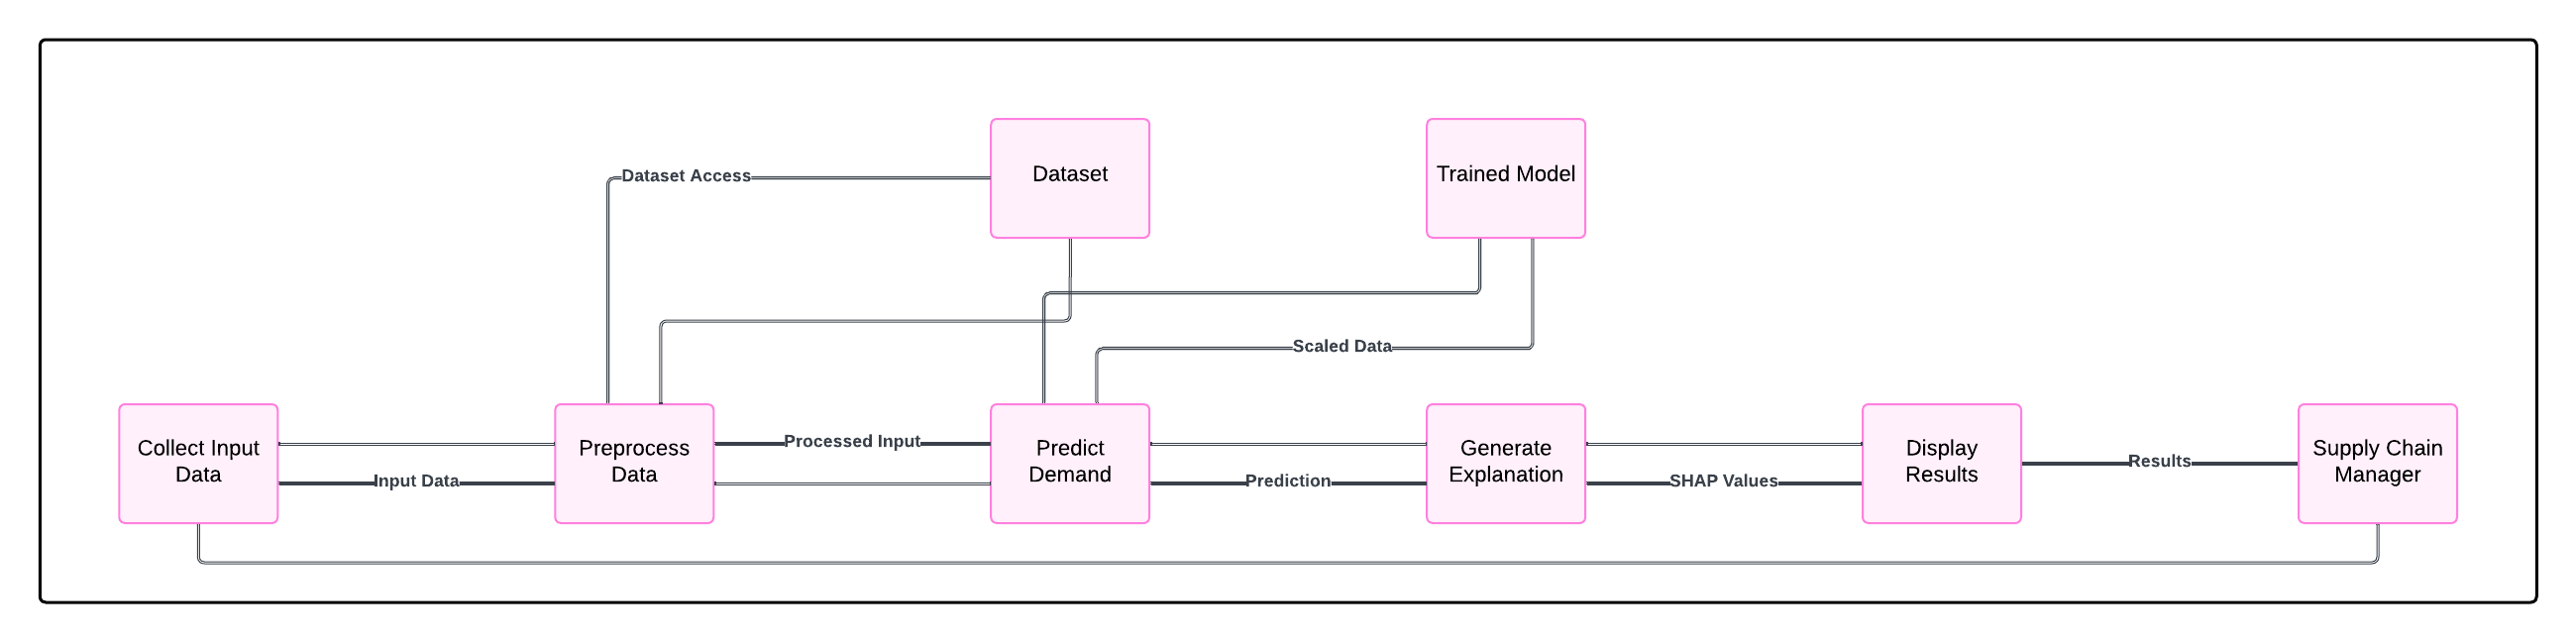 Dataset
Trained Model
Dataset Access
Scaled Data
Collect Input
Data
Input Data
Preprocess
Data
Processed Input
Predict
Demand
Prediction
Generate
Explanation
SHAP Values
Display
Results
Results
Supply Chain
Manager